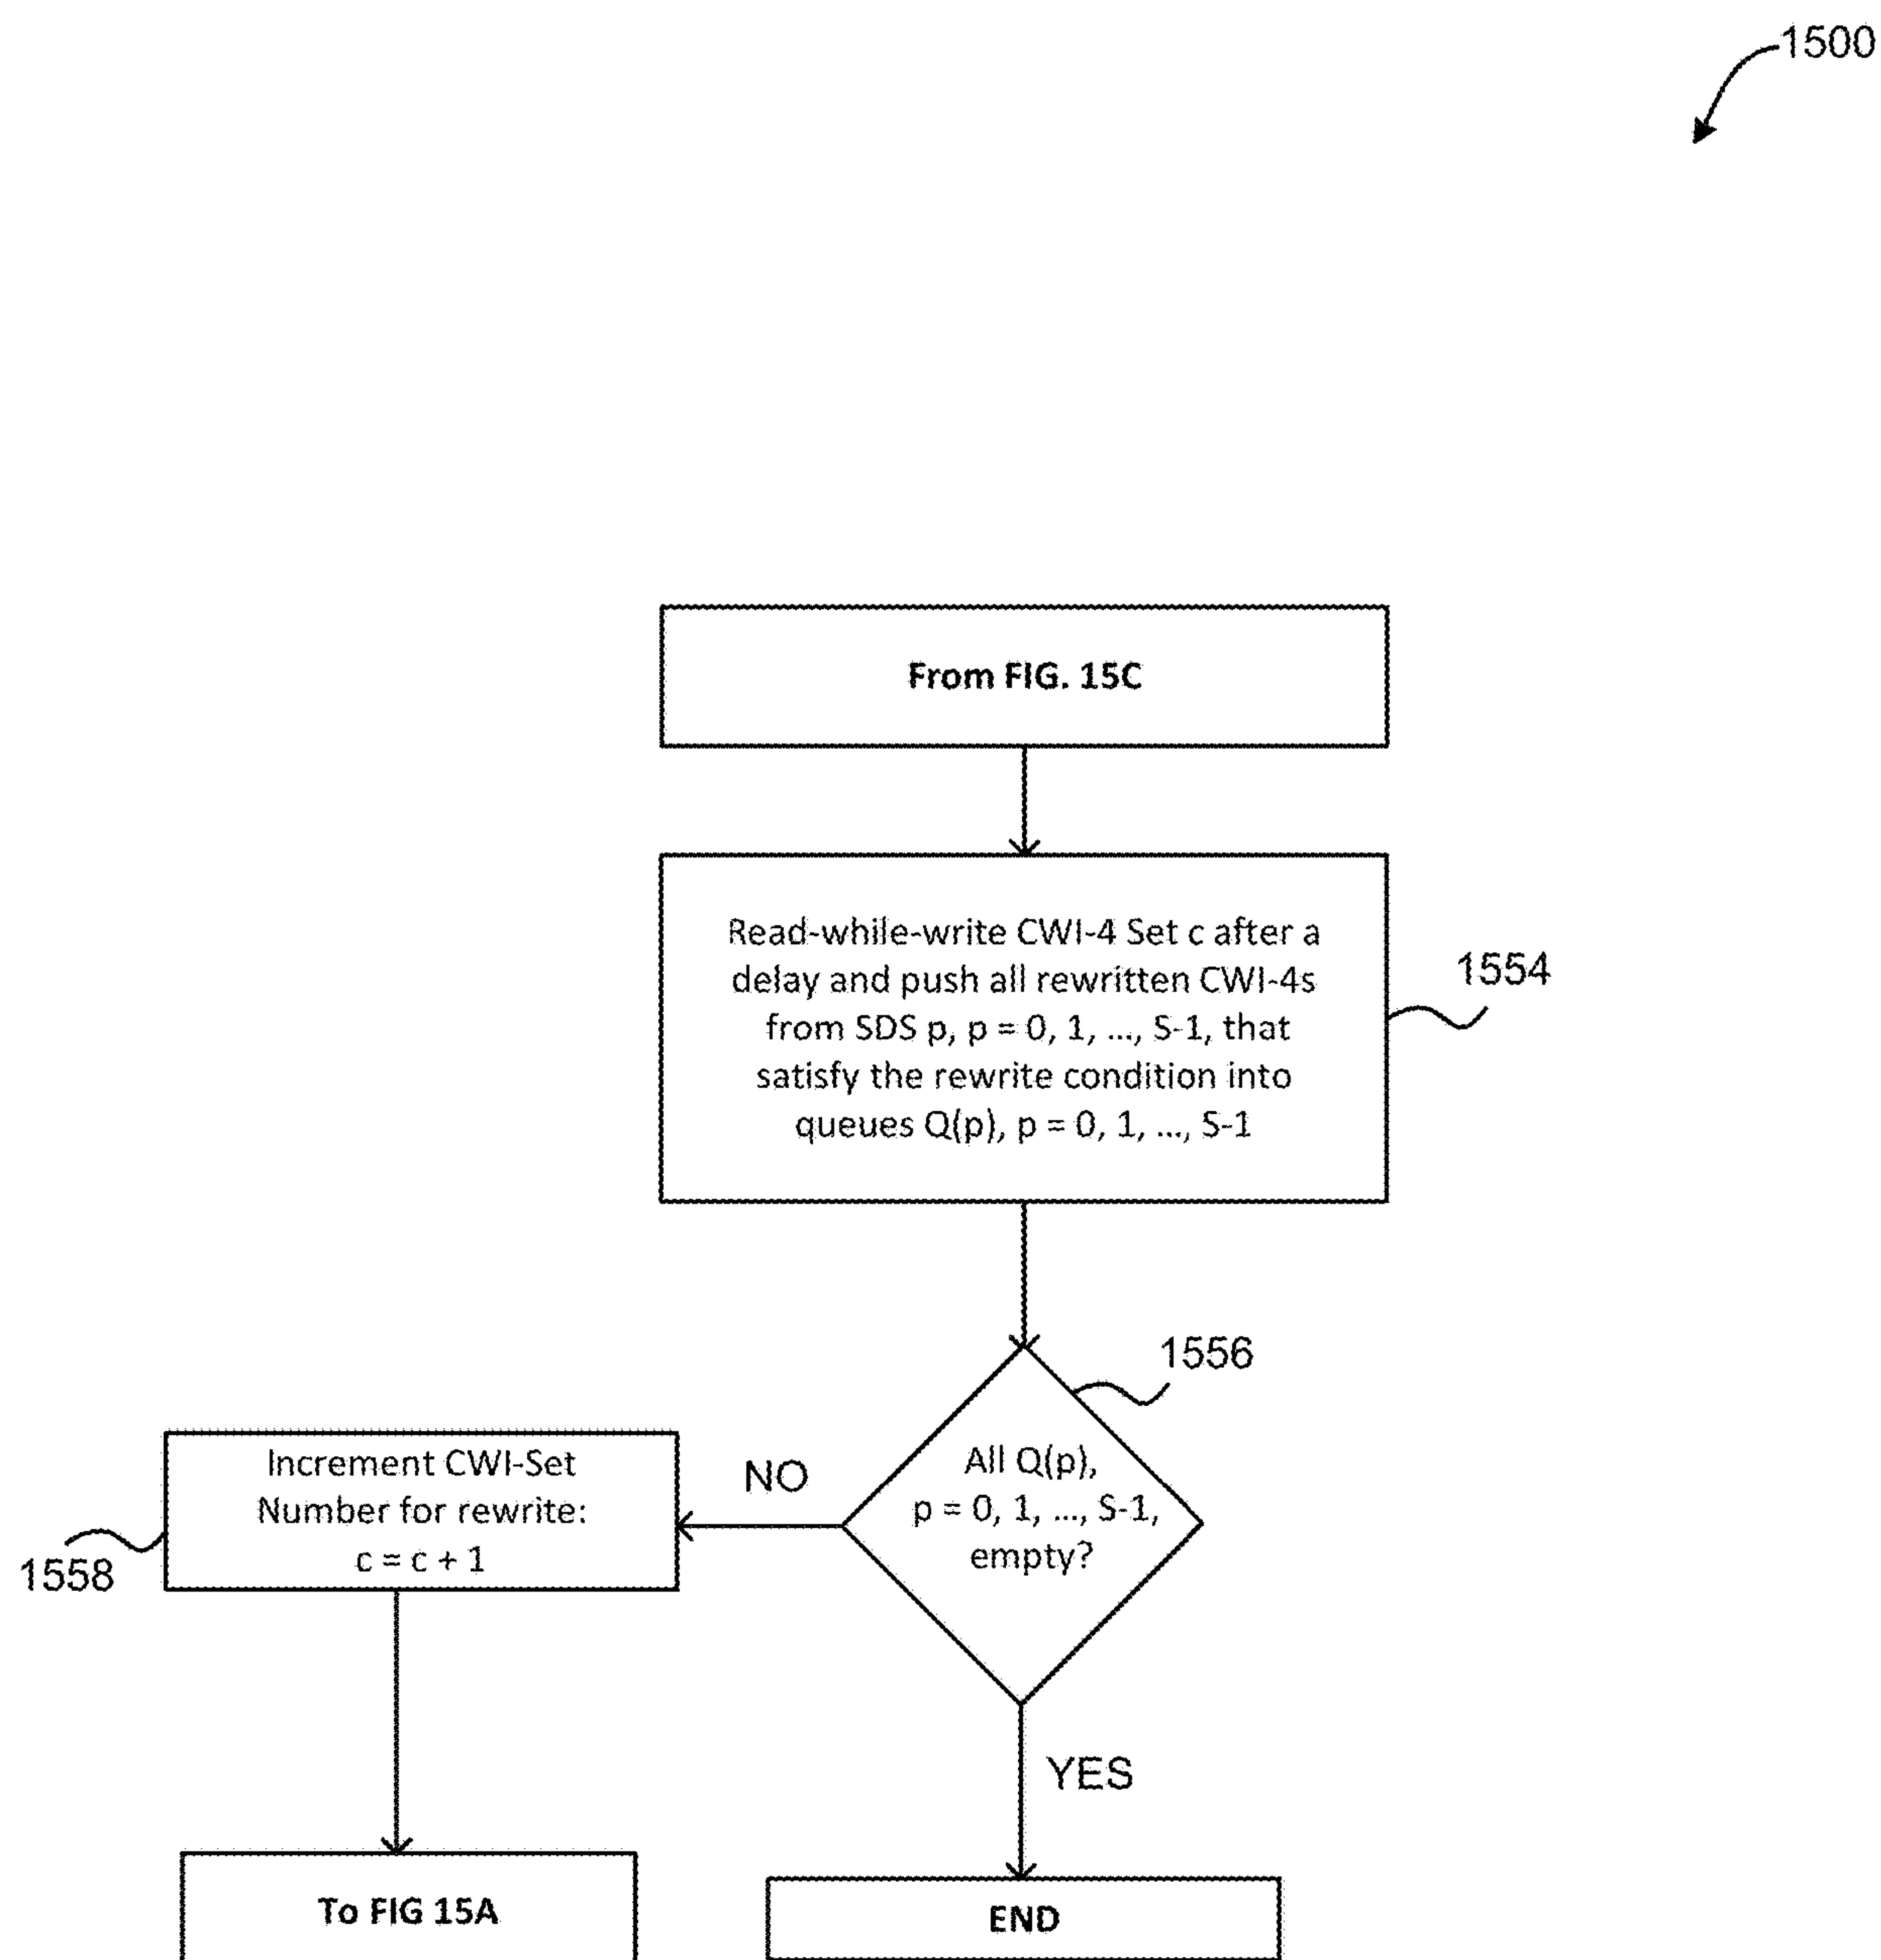 1500
From FIG. 15C
Read-while-write CWI-4 Set c after a
delay and push all rewritten CWI-4s
from SDS p, p = 0, 1, ..., S-1, that
satisfy the rewrite condition into
queues Q(p), p = 0, 1, ..., S-1
1554
1556
All Q(p),
p = 0, 1, ..., S-1,
empty?
NO
Increment CWI-Set
Number for rewrite:
c = c + 1
1558
YES
To FIG 15A
END